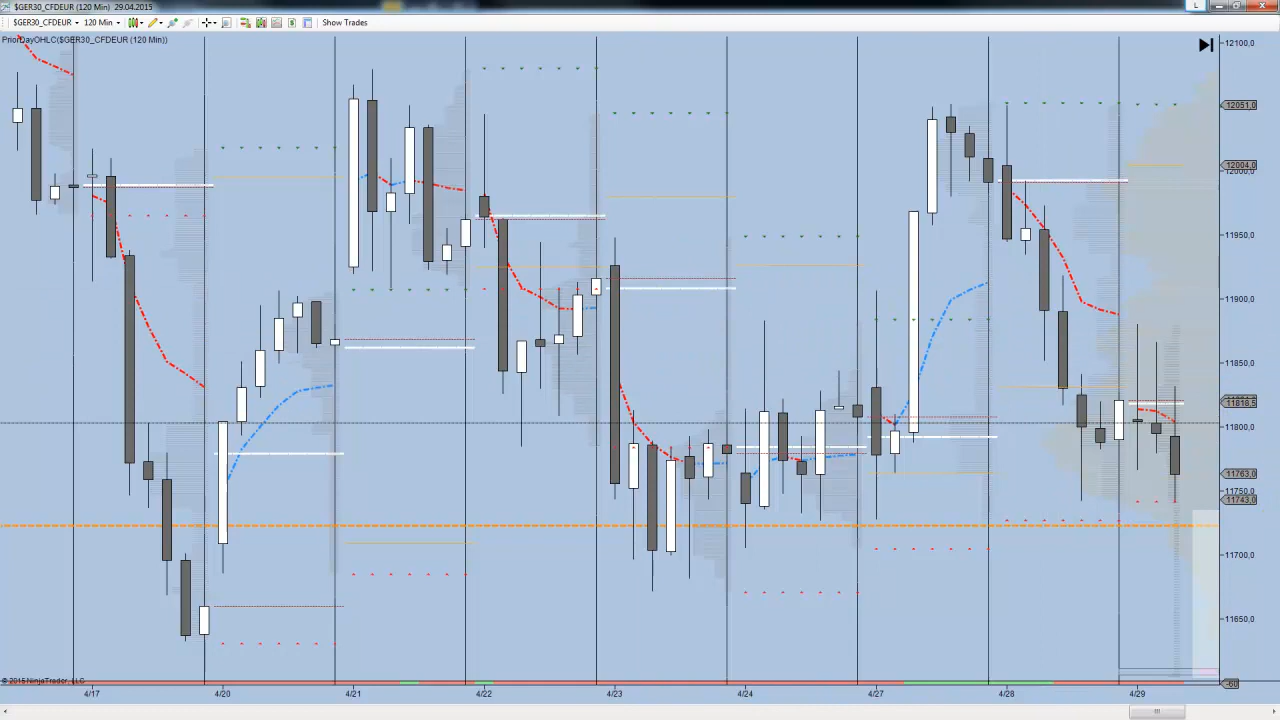 $GER30_CFDEUR (120 Min)  29.04.2015
L
$GER30_CFDEUR 120 Min Show Trades
PriorDayOHLC($GER30_CFDEUR (120 Min))
12100,0
12051,0
12004,0
12000,0
11950,0
11900,0
11850,0
11818,5
11800,0
11763,0
11750,0
11743,0
11700,0
11650,0
© 2015 NinjaTrader, LLC
-60
4/17 4/20 4/21 4/22 4/23 4/24 4/27 4/28 4/29